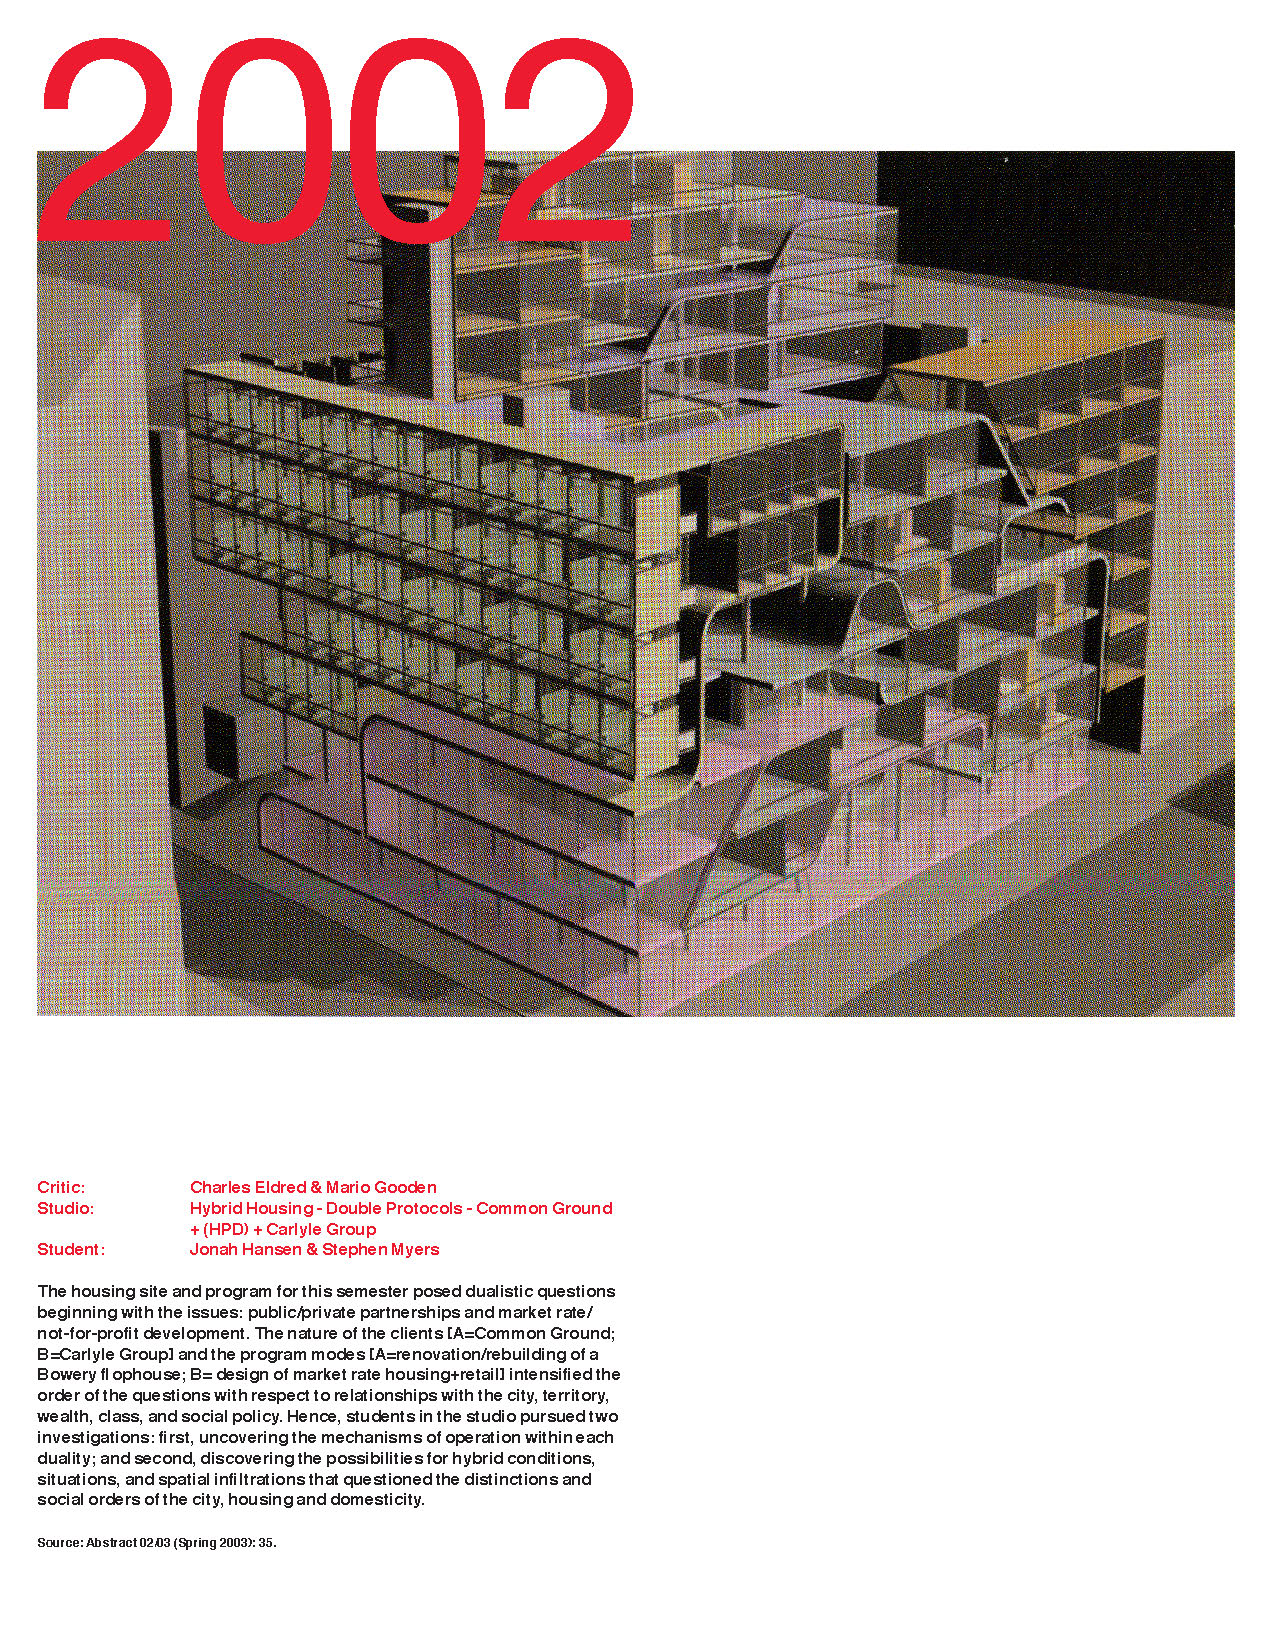 2002
Critic: Charles Eldred & Mario Gooden
Studio: Hybrid Housing - Double Protocols - Common Ground
+ (HPD) + Carlyle Group
Student: Jonah Hansen & Stephen Myers
The housing site and program for this semester posed dualistic questions
beginning with the issues: public/private partnerships and market rate/
not-for-profit development. The nature of the clients [A=Common Ground;
B=Carlyle Group] and the program modes [A=renovation/rebuilding of a
Bowery flophouse; B= design of market rate housing+retail] intensified the
order of the questions with respect to relationships with the city, territory,
wealth, class, and social policy. Hence, students in the studio pursued two
investigations: first, uncovering the mechanisms of operation within each
duality; and second, discovering the possibilities for hybrid conditions,
situations, and spatial infiltrations that questioned the distinctions and
social orders of the city, housing and domesticity.
Source: Abstract 02/03 (Spring 2003): 35.